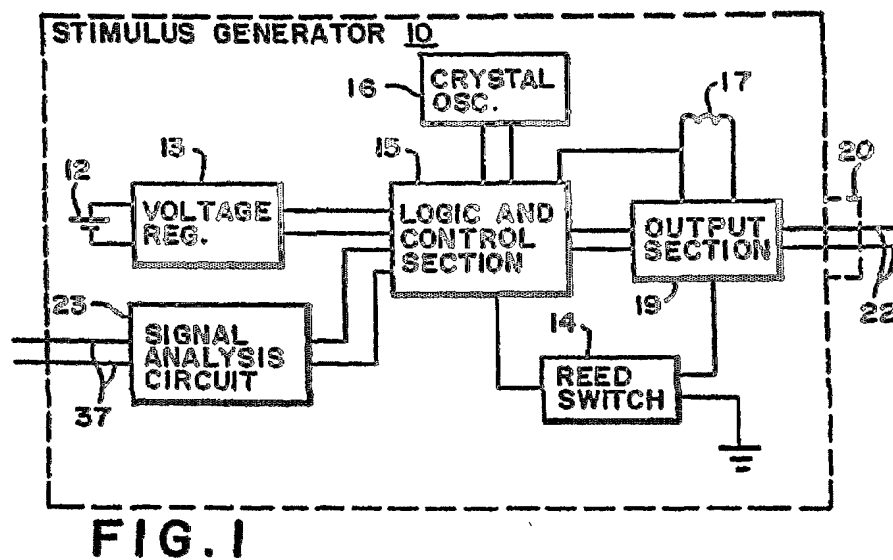 STIMULUS GENERATOR 10
CRYSTAL
OSC.
16
17
12
13
15
20
VOLTAGE
REG.
LOGIC AND
CONTROL
SECTION
OUTPUT
SECTION
23
SIGNAL
ANALYSIS
CIRCUIT
14
19
22
REED
SWITCH
37
FIG.1